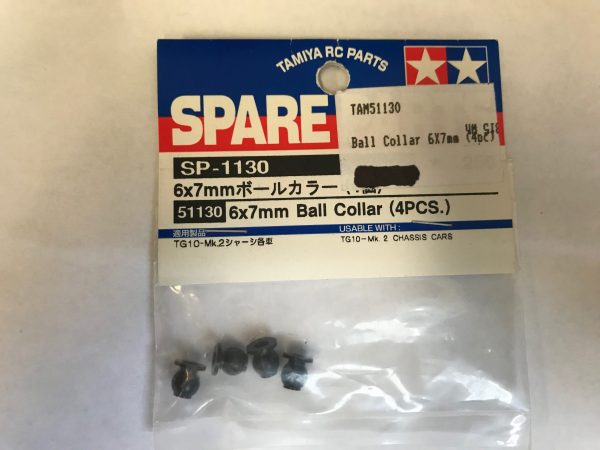 TAMIYA RC PARTS
SPARE
TAM51130
Ball Collar 6X7mm (4pc)
SP-1130
6x7mmボールカラー
51130 6x7mm Ball Collar (4PCS.)
適用製品
TG10-Mk.2シャーシ各車
USABLE WITH :
TG10-Mk. 2 CHASSIS CARS